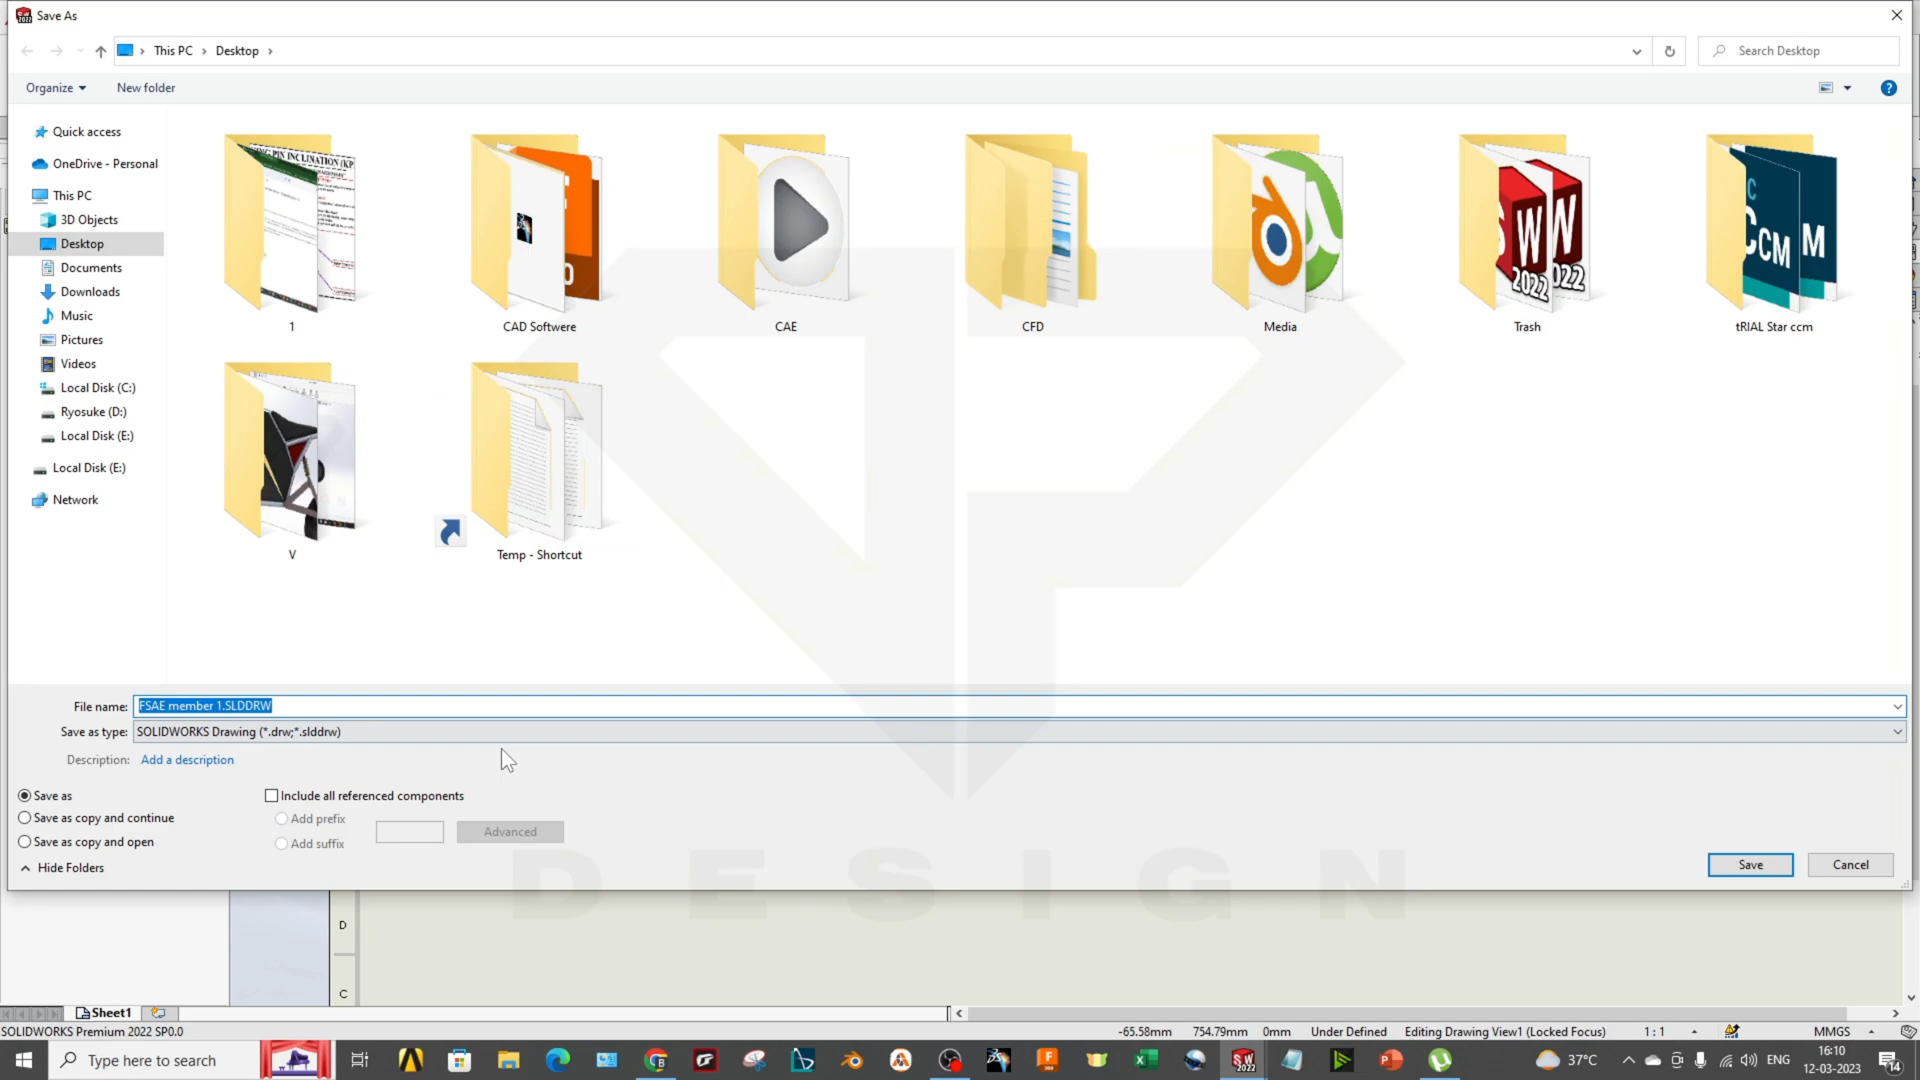 Save As
This PC > Desktop >
Search Desktop
Organize
New folder
Quick access
OneDrive - Personal
This PC
3D Objects
Desktop
Documents
Downloads
Music
Pictures
Videos
Local Disk (C:)
Ryosuke (D:)
Local Disk (E:)
Local Disk (E:)
Network
1
CAD Softwere
CAE
CFD
Media
Trash
tRIAL Star ccm
V
Temp - Shortcut
File name: FSAE member 1.SLDDRW
Save as type: SOLIDWORKS Drawing (*.drw;*.slddrw)
Description: Add a description
Save as
Save as copy and continue
Save as copy and open
Include all referenced components
Add prefix
Add suffix
Advanced
Hide Folders
Save
Cancel
DESIGN
D
C
Sheet1
SOLIDWORKS Premium 2022 SP0.0
-65.58mm 754.79mm 0mm Under Defined Editing Drawing View1 (Locked Focus) 1 : 1 MMGS
Type here to search
37°C
ENG
16:10
12-03-2023
14